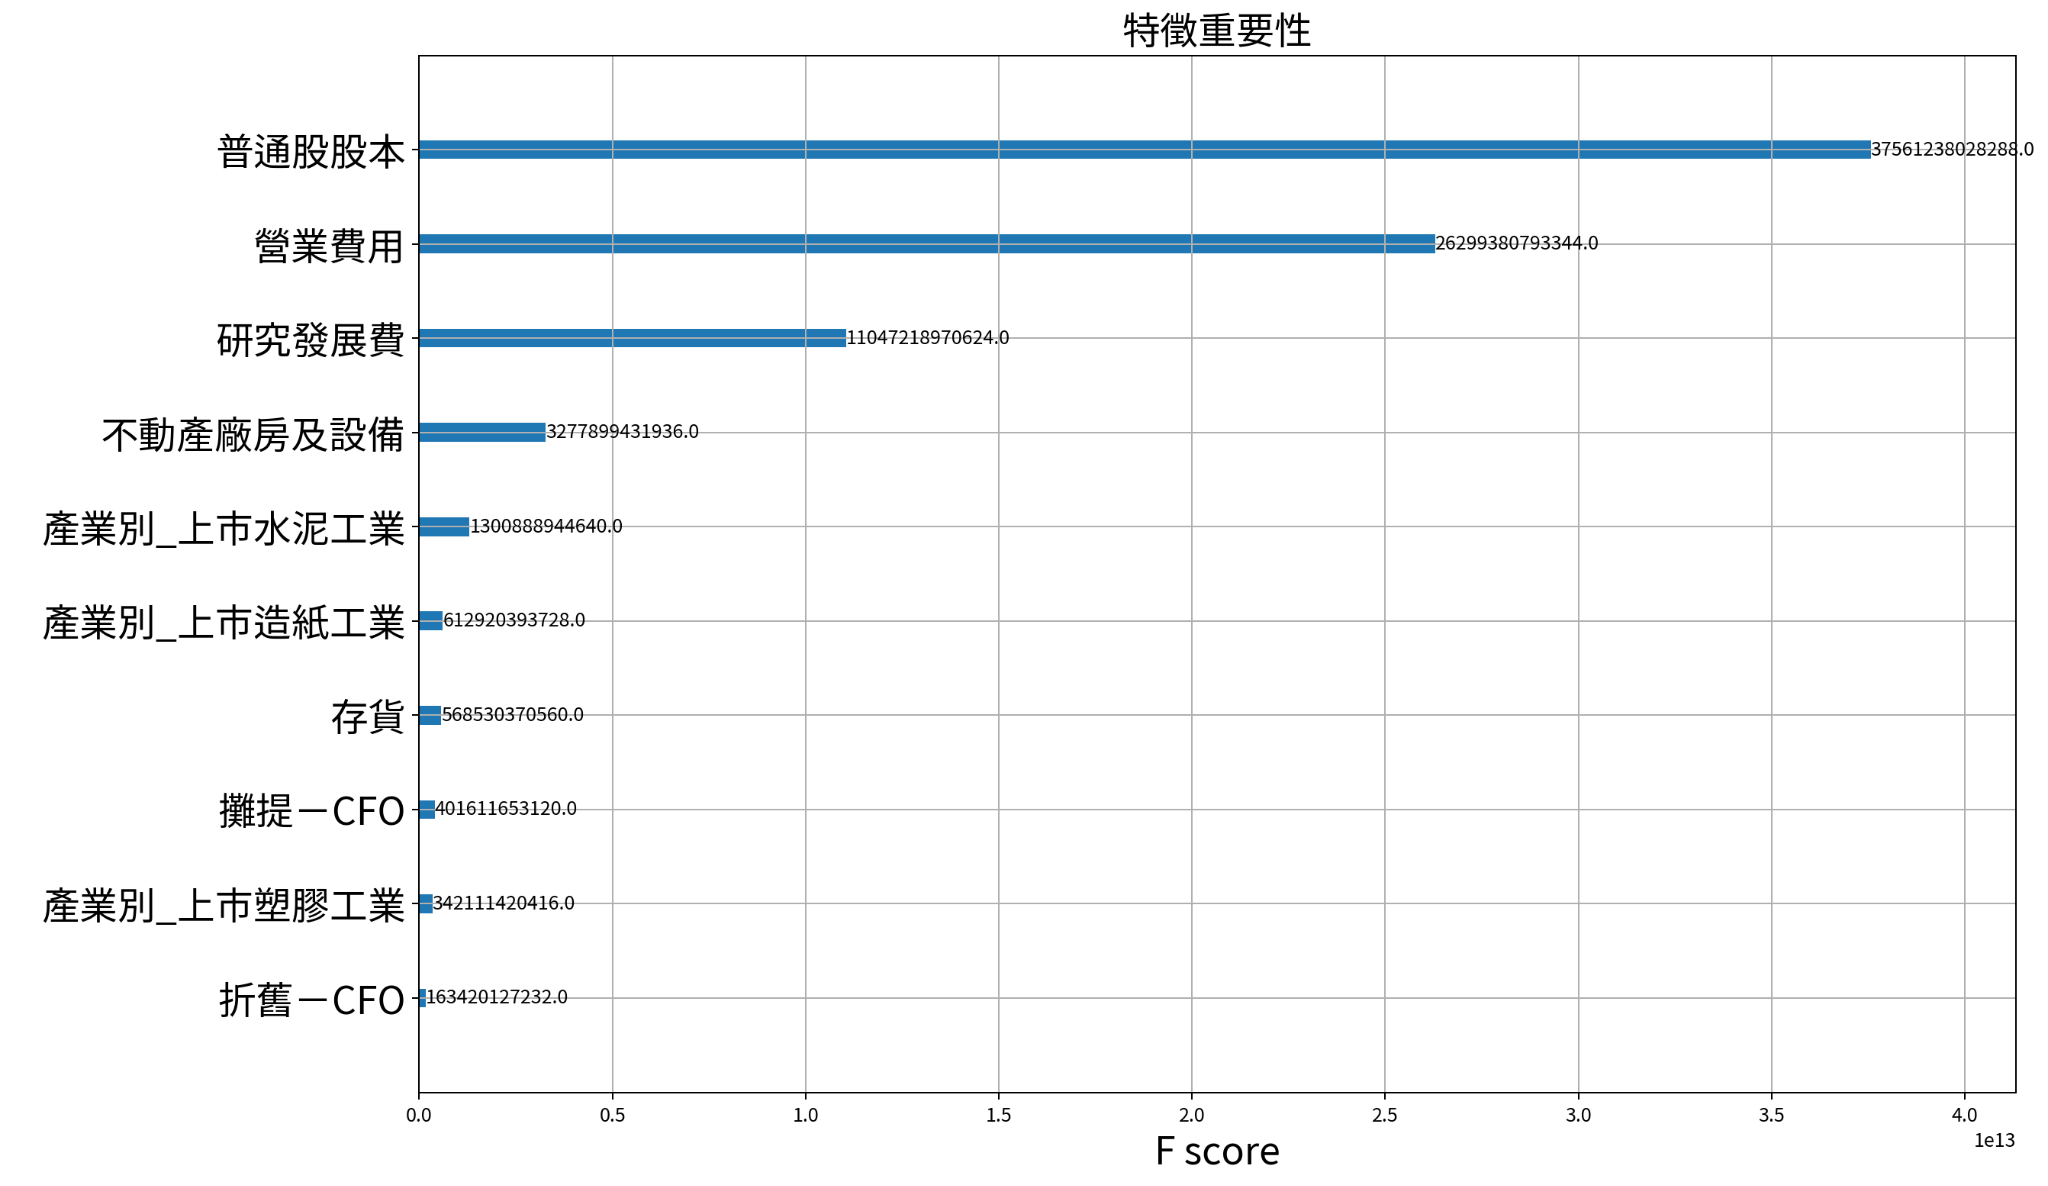 特徵重要性
普通股股本
37561238028288.0
營業費用
26299380793344.0
研究發展費
11047218970624.0
不動產廠房及設備
3277899431936.0
產業別_上市水泥工業
1300888944640.0
產業別_上市造紙工業
612920393728.0
存貨
568530370560.0
攤提－CFO
401611653120.0
產業別_上市塑膠工業
342111420416.0
折舊－CFO
163420127232.0
0.0 0.5 1.0 1.5 2.0 2.5 3.0 3.5 4.0
1e13
F score